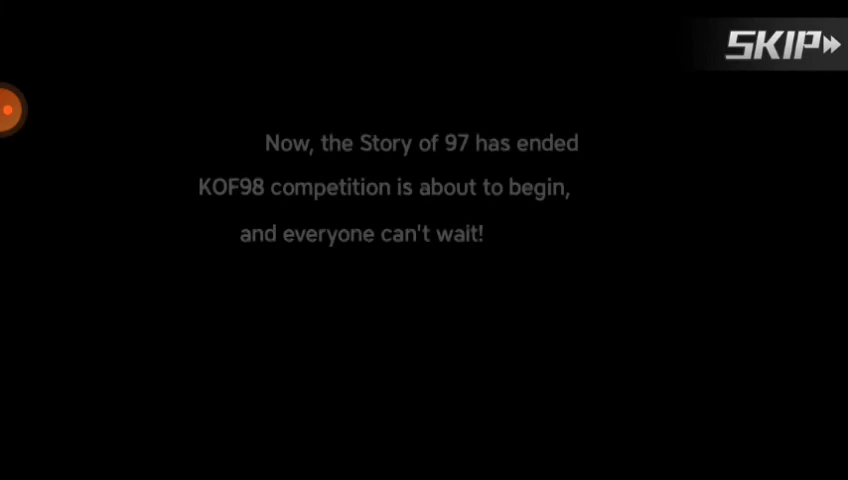 SKIP
Now, the Story of 97 has ended
KOF98 competition is about to begin,
and everyone can't wait!